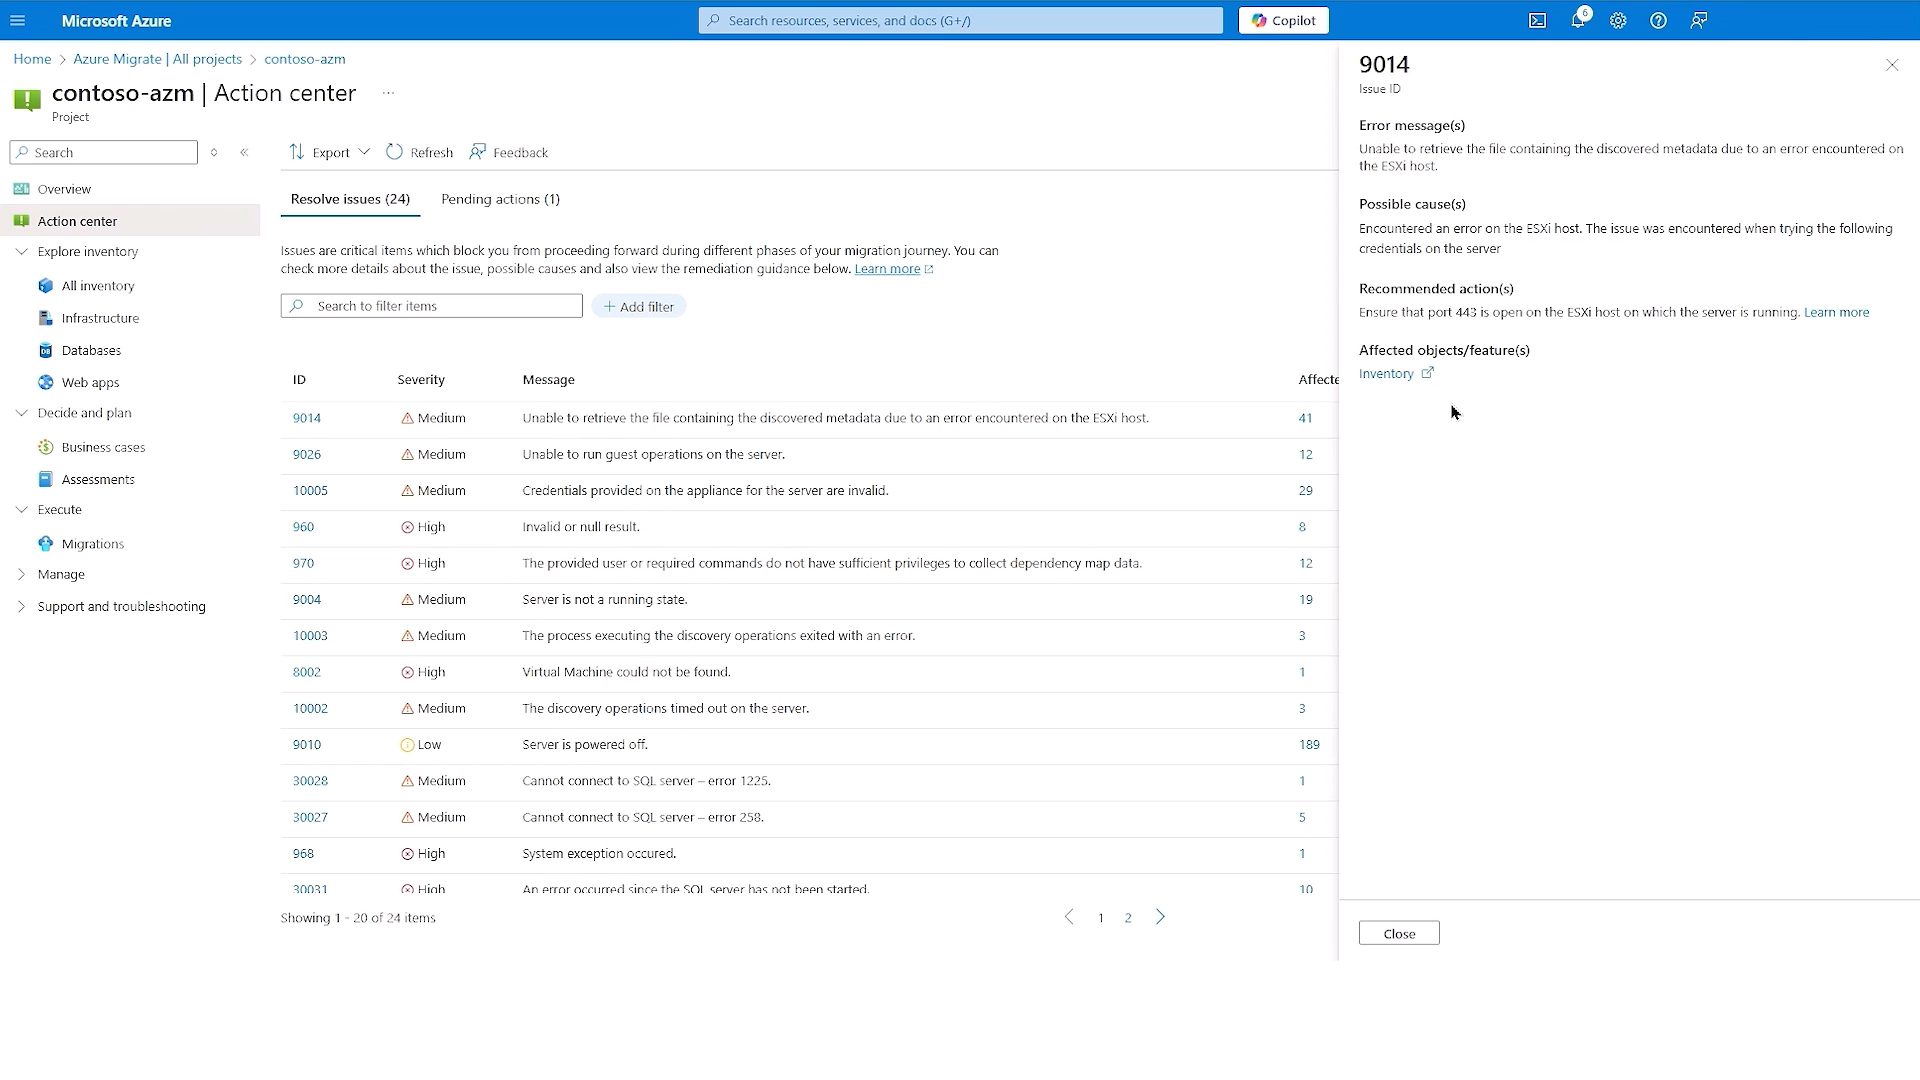 Microsoft Azure
Search resources, services, and docs (G+/)
Copilot
6
Home > Azure Migrate | All projects > contoso-azm
contoso-azm | Action center ...
Project
Search
Overview
Action center
Explore inventory
All inventory
Infrastructure
Databases
Web apps
Decide and plan
Business cases
Assessments
Execute
Migrations
Manage
Support and troubleshooting
Export
Refresh
Feedback
Resolve issues (24)
Pending actions (1)
Issues are critical items which block you from proceeding forward during different phases of your migration journey. You can
check more details about the issue, possible causes and also view the remediation guidance below. Learn more
Search to filter items
+ Add filter
ID Severity Message Affecte
9014 Medium Unable to retrieve the file containing the discovered metadata due to an error encountered on the ESXi host. 41
9026 Medium Unable to run guest operations on the server. 12
10005 Medium Credentials provided on the appliance for the server are invalid. 29
960 High Invalid or null result. 8
970 High The provided user or required commands do not have sufficient privileges to collect dependency map data. 12
9004 Medium Server is not a running state. 19
10003 Medium The process executing the discovery operations exited with an error. 3
8002 High Virtual Machine could not be found. 1
10002 Medium The discovery operations timed out on the server. 3
9010 Low Server is powered off. 189
30028 Medium Cannot connect to SQL server – error 1225. 1
30027 Medium Cannot connect to SQL server – error 258. 5
968 High System exception occured. 1
30031 High An error occurred since the SQL server has not been started. 10
Showing 1 - 20 of 24 items
< 1 2 >
9014
Issue ID
Error message(s)
Unable to retrieve the file containing the discovered metadata due to an error encountered on
the ESXi host.
Possible cause(s)
Encountered an error on the ESXi host. The issue was encountered when trying the following
credentials on the server
Recommended action(s)
Ensure that port 443 is open on the ESXi host on which the server is running. Learn more
Affected objects/feature(s)
Inventory
Close